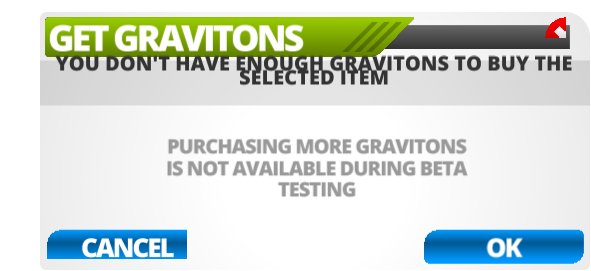 GET GRAVITONS
YOU DON'T HAVE ENOUGH GRAVITONS TO BUY THE
SELECTED ITEM
PURCHASING MORE GRAVITONS
IS NOT AVAILABLE DURING BETA
TESTING
CANCEL
OK